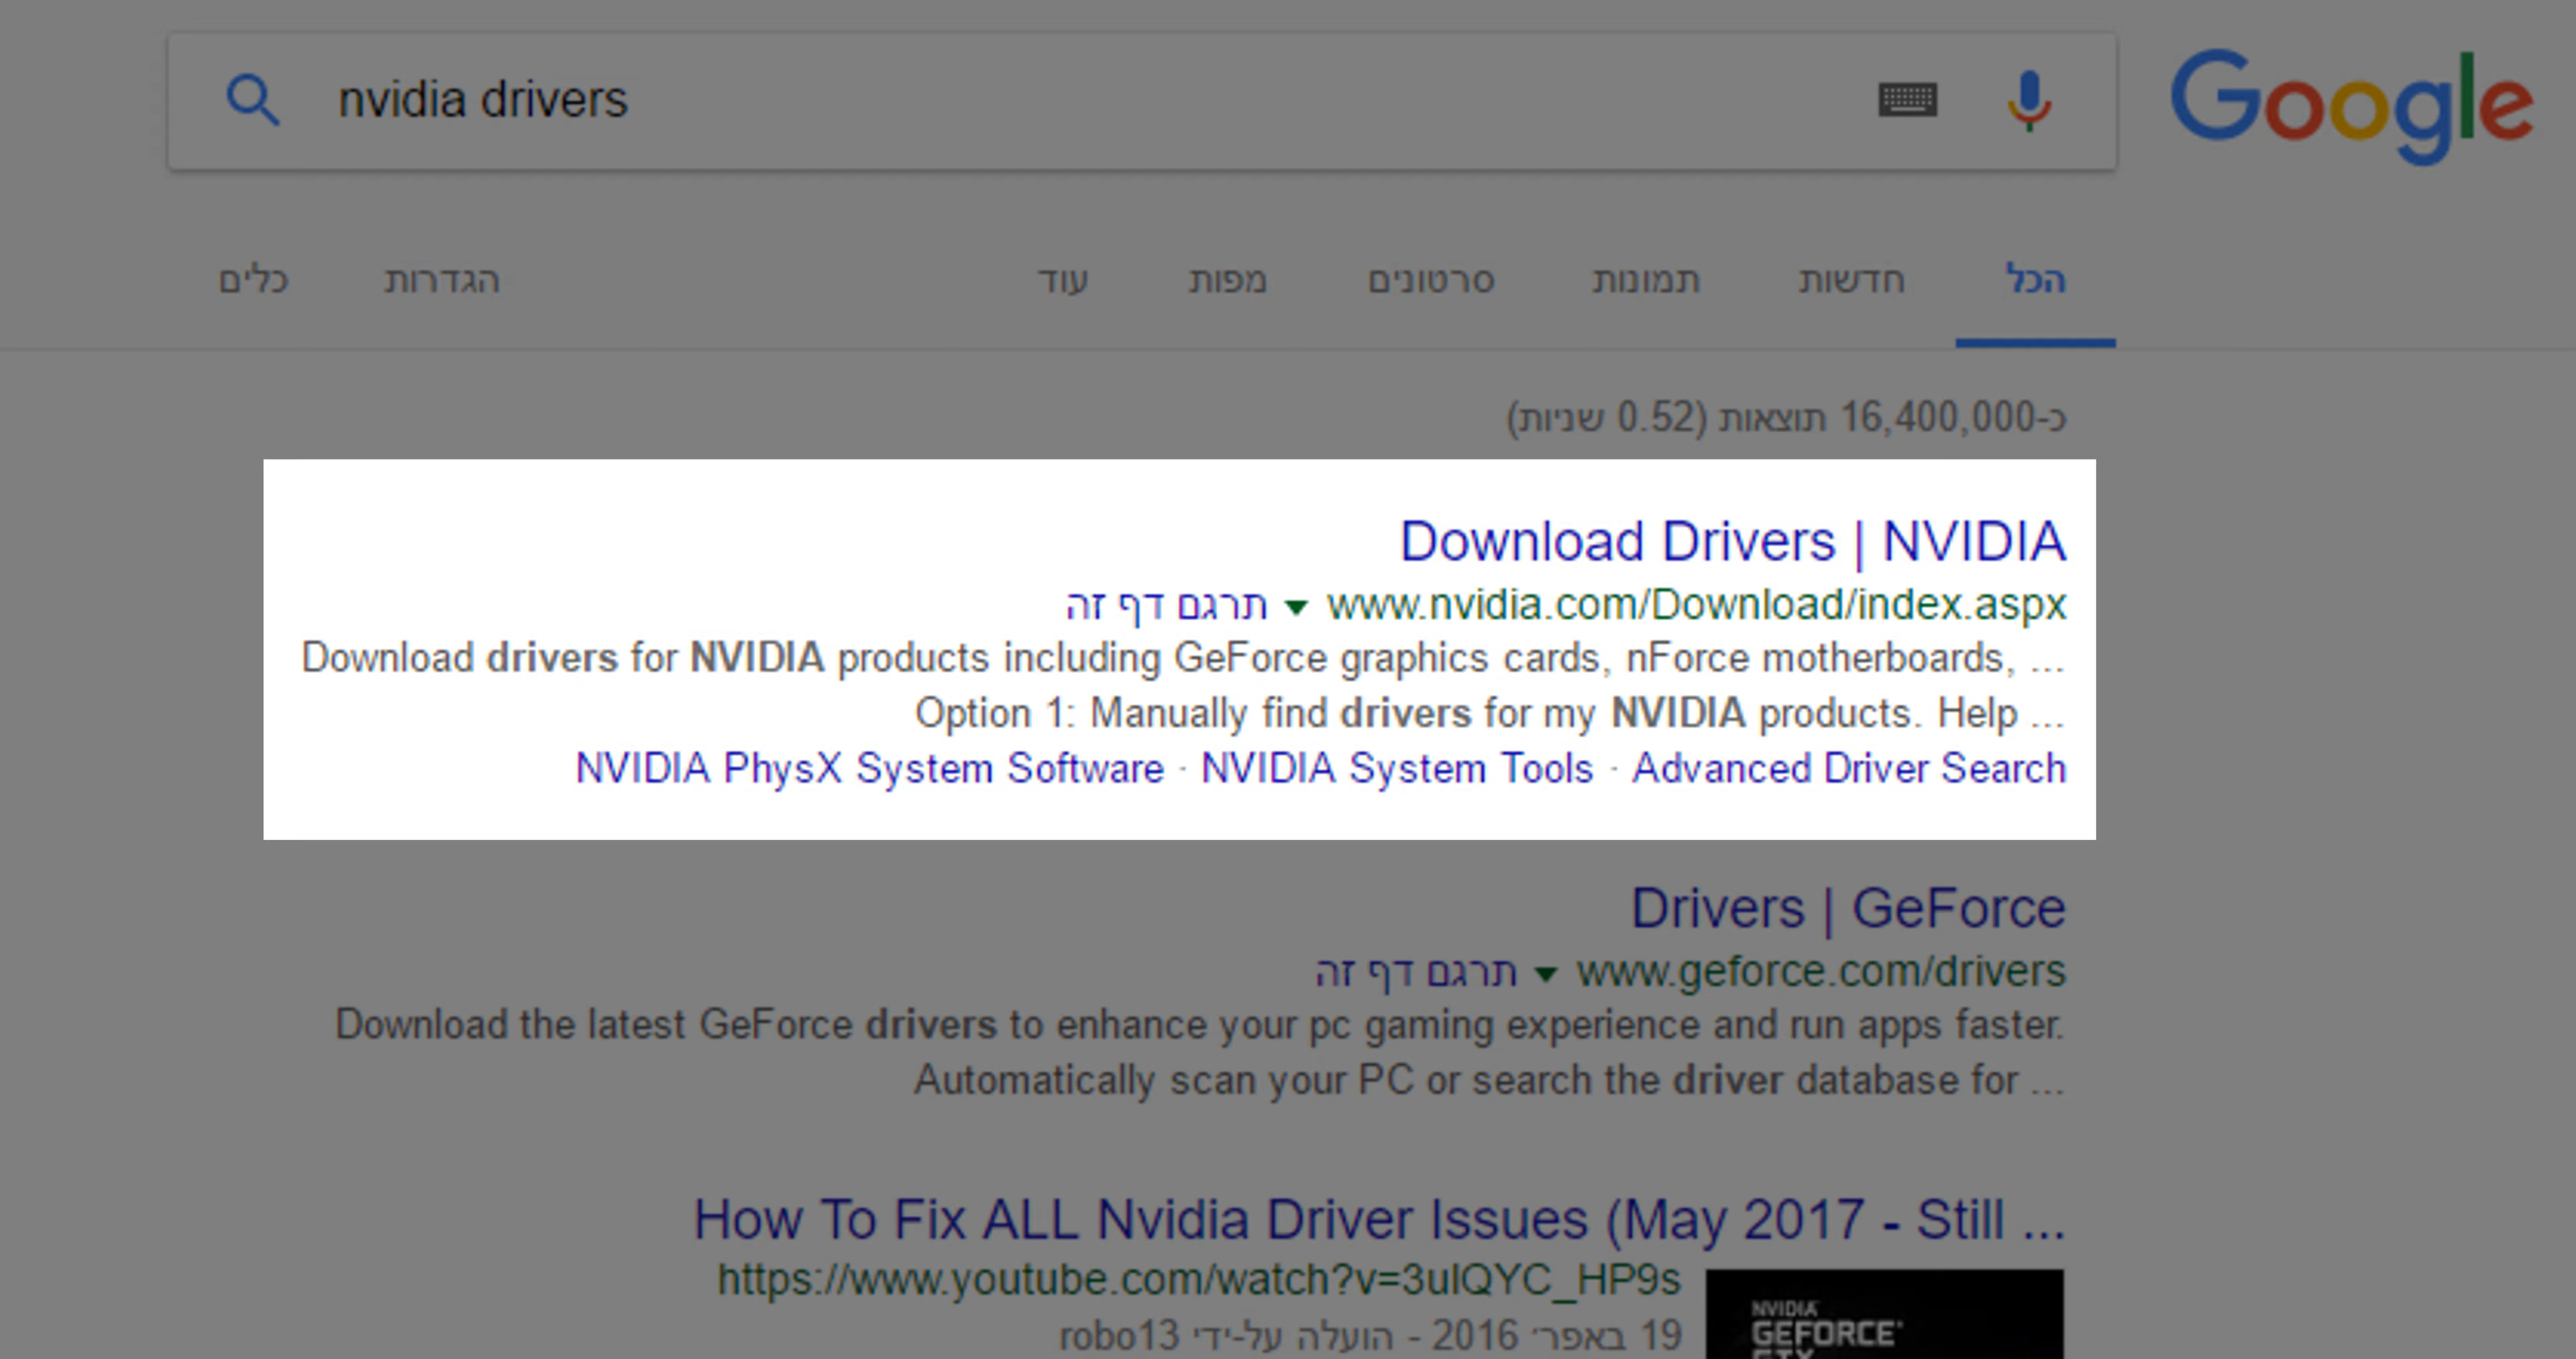 nvidia drivers
Google
הכל חדשות תמונות סרטונים מפות עוד הגדרות כלים
כ-16,400,000 תוצאות (0.52 שניות)
Download Drivers | NVIDIA
www.nvidia.com/Download/index.aspx ▼ תרגם דף זה
Download drivers for NVIDIA products including GeForce graphics cards, nForce motherboards, ...
Option 1: Manually find drivers for my NVIDIA products. Help ...
NVIDIA PhysX System Software · NVIDIA System Tools · Advanced Driver Search
Drivers | GeForce
www.geforce.com/drivers ▼ תרגם דף זה
Download the latest GeForce drivers to enhance your pc gaming experience and run apps faster.
Automatically scan your PC or search the driver database for ...
How To Fix ALL Nvidia Driver Issues (May 2017 - Still ...
https://www.youtube.com/watch?v=3uIQYC_HP9s
19 באפר׳ 2016 - הועלה על-ידי robo13
NVIDIA
GEFORCE
GTX